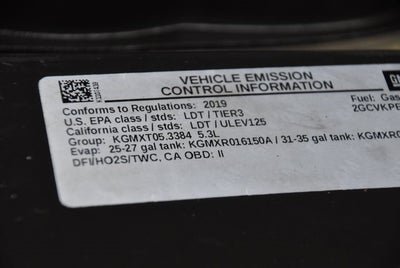 VEHICLE EMISSION
CONTROL INFORMATION
GM
Conforms to Regulations: 2019 Fuel: Gas
U.S. EPA class / stds: LDT / TIER3
California class / stds: LDT / ULEV125
Group: KGMXT05.3384 5.3L
Evap: 25-27 gal tank: KGMXR016150A / 31-35 gal tank:
DFI/HO2S/TWC, CA OBD: II